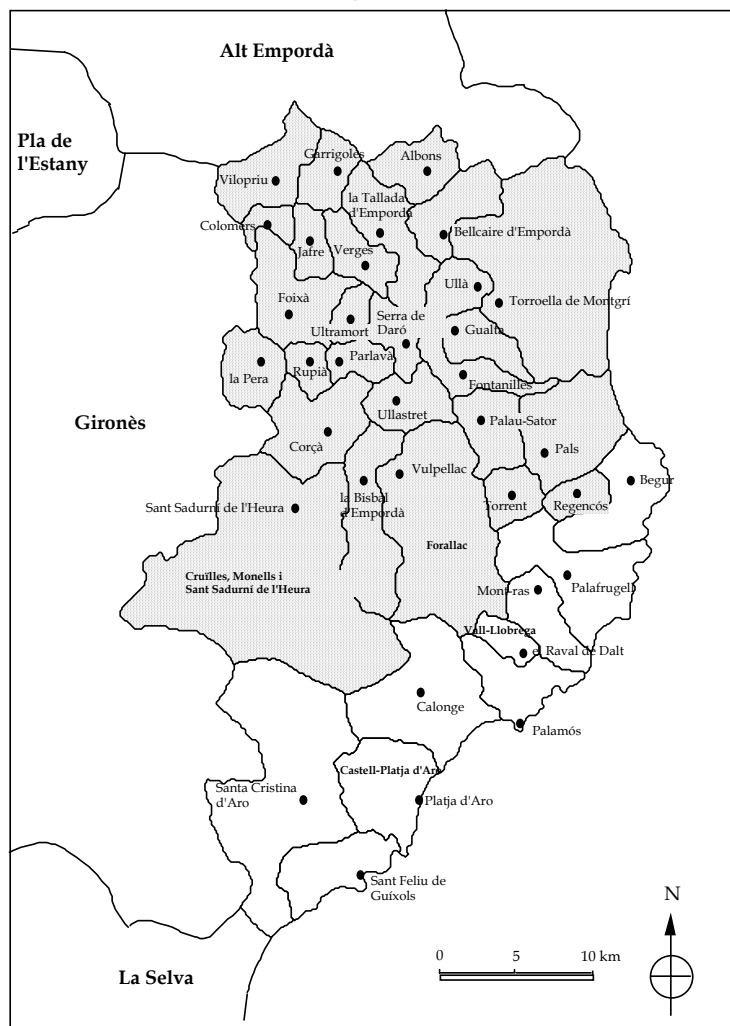 Alt Empordà
Pla de
l'Estany
Garrigoles
Albons
Vilopriu
la Tallada
d'Empordà
Colomers
Bellcaire d'Empordà
Jafre
Verges
Ullà
Foixà
Torroella de Montgrí
Serra de
Daró
Ultramort
Gualta
Parlavà
la Pera
Rupià
Fontanilles
Ullastret
Gironès
Palau-Sator
Corçà
Pals
Vulpellac
Begur
la Bisbal
d'Empordà
Sant Sadurní de l'Heura
Torrent
Regencós
Forallac
Cruïlles, Monells i
Sant Sadurní de l'Heura
Mont-ras
Palafrugell
Vall-Llobrega
el Raval de Dalt
Calonge
Palamós
Castell-Platja d'Aro
Santa Cristina
d'Aro
Platja d'Aro
Sant Feliu de
Guíxols
N
0 5 10 km
La Selva